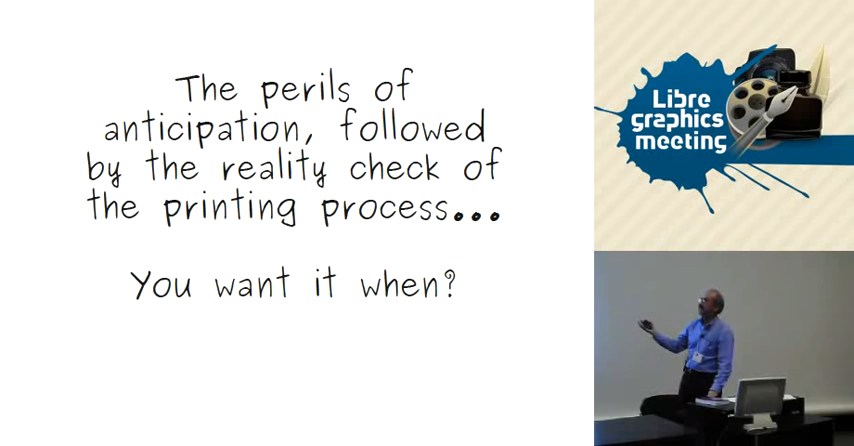 The perils of
anticipation, followed
by the reality check of
the printing process...
You want it when?
Libre
graphics
meeting